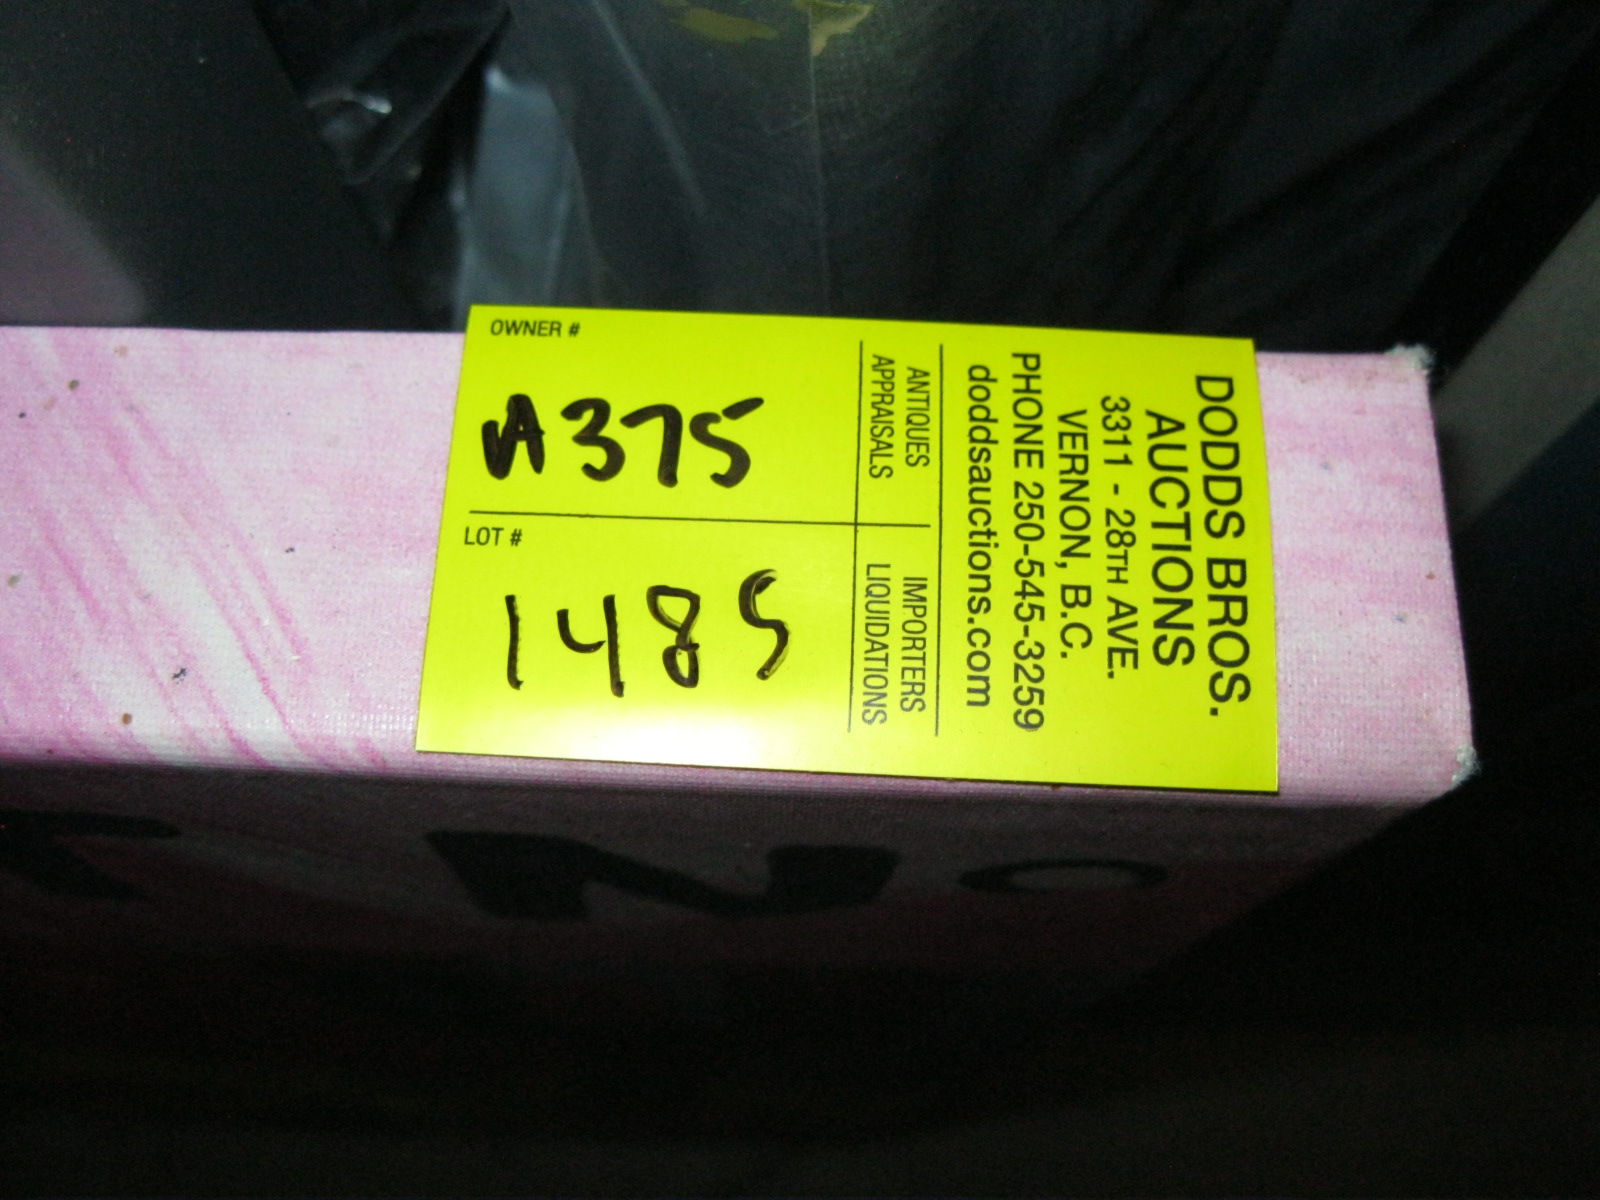 OWNER #
A375
LOT #
1485
ANTIQUES
APPRAISALS
IMPORTERS
LIQUIDATIONS
DODDS BROS.
AUCTIONS
3311 - 28TH AVE.
VERNON, B.C.
PHONE 250-545-3259
doddsauctions.com
NO